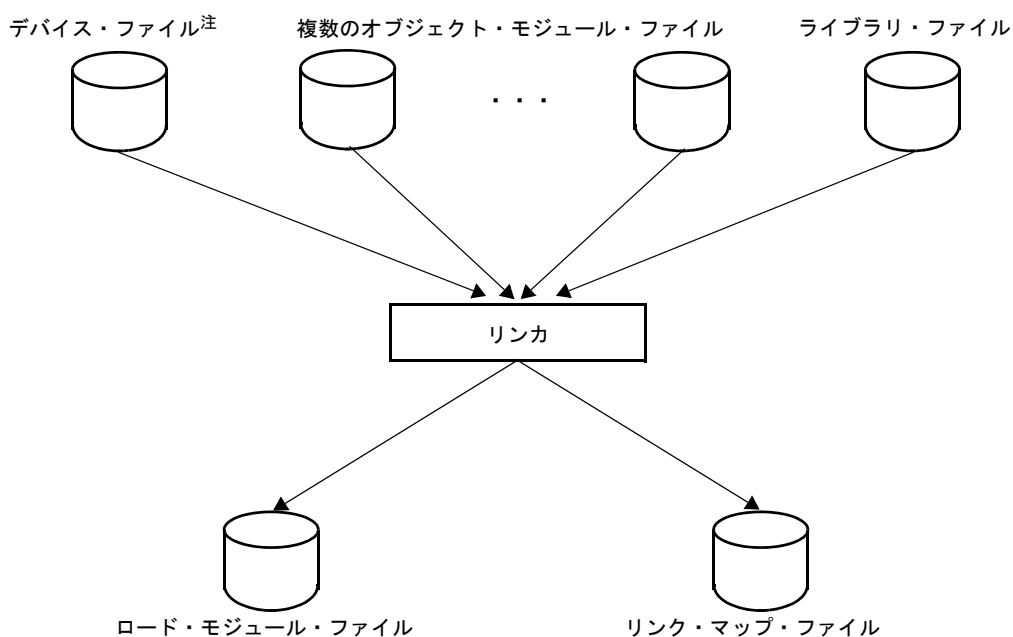 デバイス・ファイル注
複数のオブジェクト・モジュール・ファイル
ライブラリ・ファイル
・・・
リンカ
ロード・モジュール・ファイル
リンク・マップ・ファイル